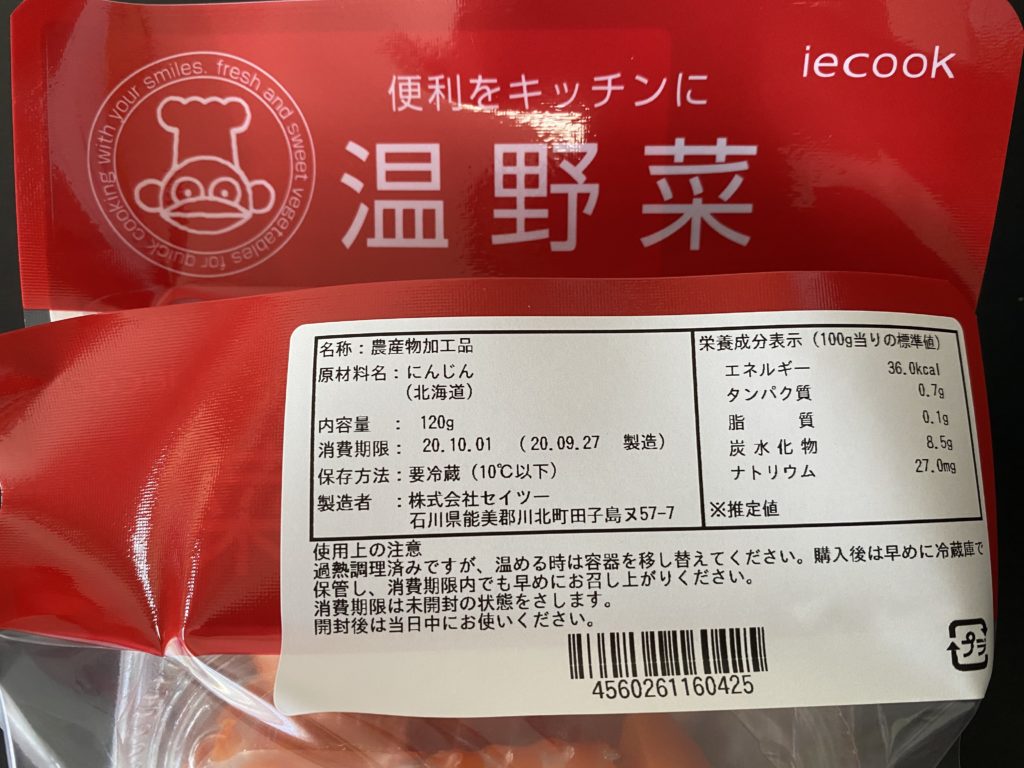 iecook
便利をキッチンに
温野菜
cooking with your smiles. fresh and sweet vegetables for quick
名称：農産物加工品
原材料名：にんじん
（北海道）
内容量 ： 120g
消費期限： 20.10.01 （20.09.27 製造）
保存方法：要冷蔵（10℃以下）
製造者 ：株式会社セイツー
石川県能美郡川北町田子島ヌ57-7
栄養成分表示（100g当りの標準値）
エネルギー 36.0kcal
タンパク質 0.7g
脂質 0.1g
炭水化物 8.5g
ナトリウム 27.0mg
※推定値
使用上の注意
過熱調理済みですが、温める時は容器を移し替えてください。購入後は早めに冷蔵庫で
保管し、消費期限内でも早めにお召し上がりください。
消費期限は未開封の状態をさします。
開封後は当日中にお使いください。
プラ
4560261160425